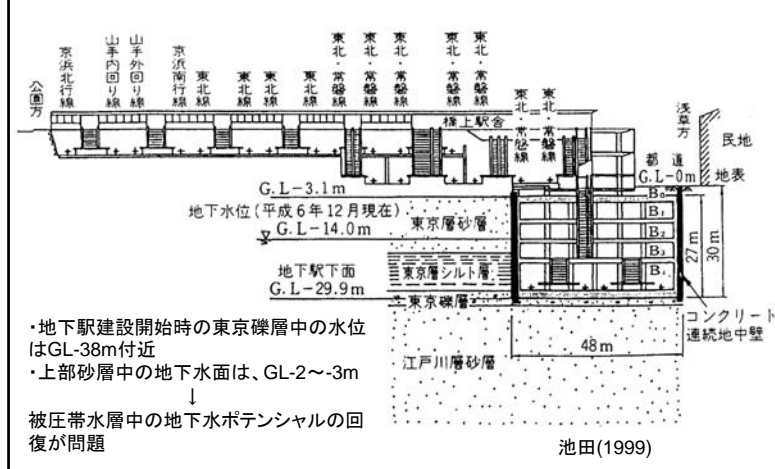 公園方
京浜北行線
山手内回り線
山手外回り線
京浜南行線
東北線
東北線
東北線
東北線
東北・常磐線
東北・常磐線
東北・常磐線
東北・常磐線
東北・常磐線
東北・常磐線
東北・常磐線
橋上駅舎
浅草方
民地
都道
G.L-0m
地表
G.L-3.1m
地下水位(平成6年12月現在)
G.L-14.0m
東京層砂層
地下駅下面
G.L-29.9m
東京層シルト層
東京礫層
江戸川層砂層
B₀
B₁
B₂
B₃
B₄
27m
30m
48m
コンクリート
連続地中壁
・地下駅建設開始時の東京礫層中の水位
はGL-38m付近
・上部砂層中の地下水面は、GL-2～-3m
↓
被圧帯水層中の地下水ポテンシャルの回
復が問題
池田(1999)